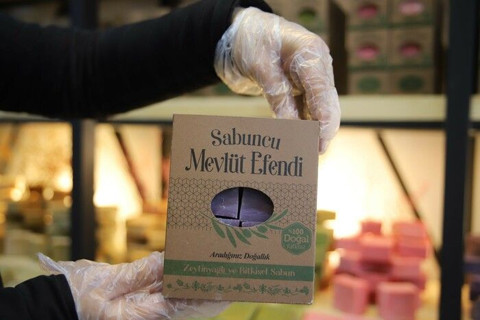 Sabuncu
Mevlüt Efendi
%100
Doğal
Aradığınız Doğallık
Zeytinyağlı ve Bitkisel Sabun